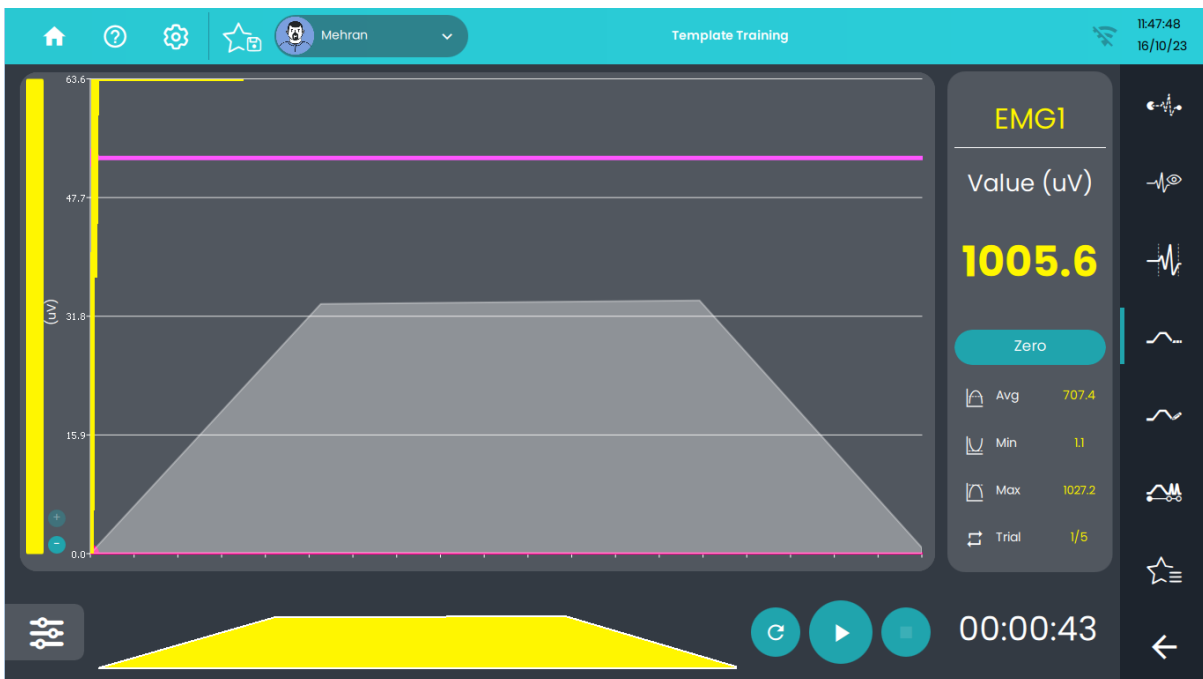 Mehran
Template Training
11:47:48
16/10/23
63.6
47.7
(uV)
31.8
15.9
0.0
EMG1
Value (uV)
1005.6
Zero
Avg 707.4
Min 1.1
Max 1027.2
Trial 1/5
00:00:43